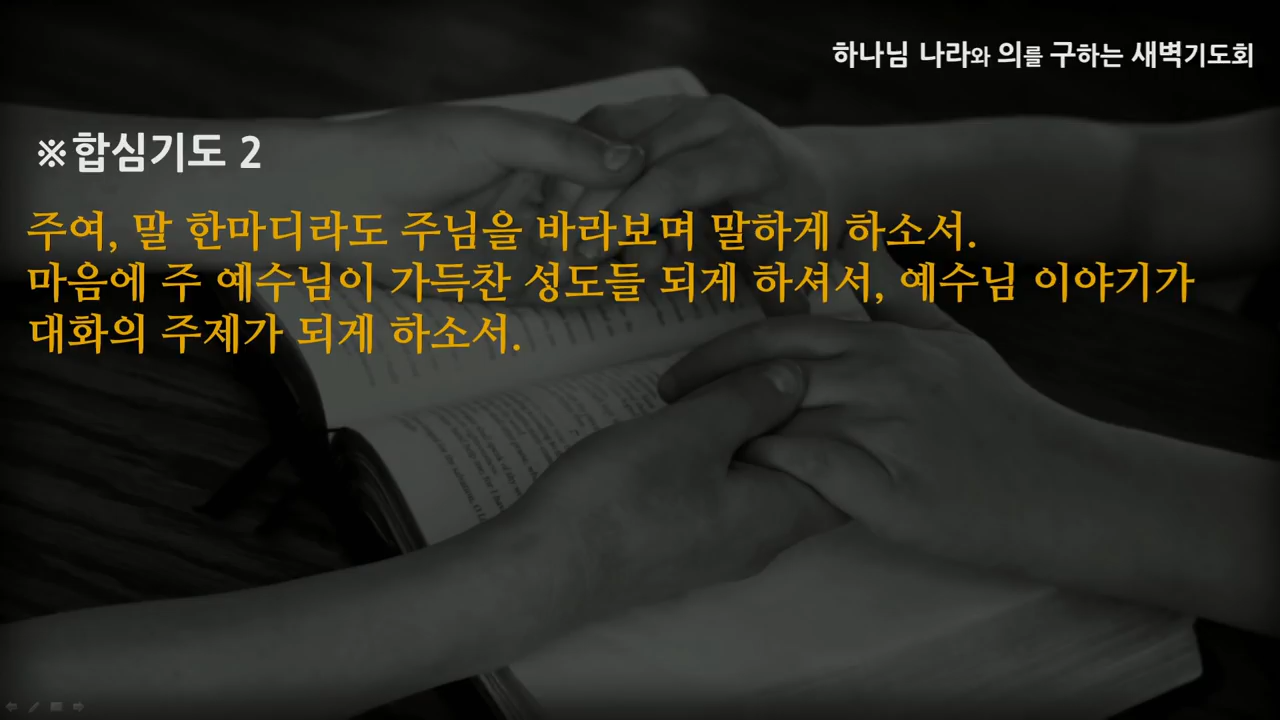 하나님 나라와 의를 구하는 새벽기도회
※합심기도 2
주여, 말 한마디라도 주님을 바라보며 말하게 하소서.
마음에 주 예수님이 가득찬 성도들 되게 하셔서, 예수님 이야기가
대화의 주제가 되게 하소서.